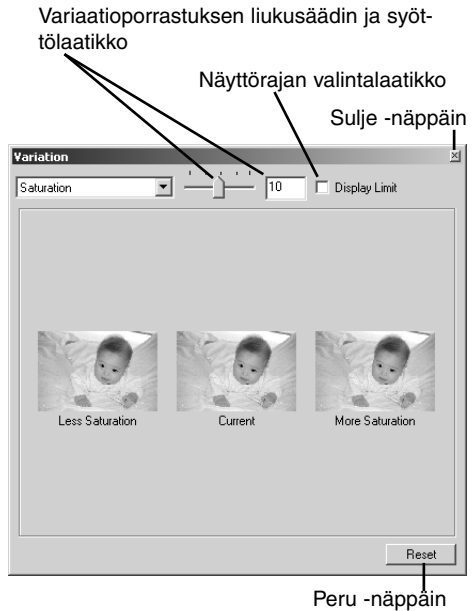 Variaatioporrastuksen liukusäädin ja syöt-
tölaatikko
Näyttörajan valintalaatikko
Sulje -näppäin
Variation
Saturation
10
Display Limit
Less Saturation
Current
More Saturation
Reset
Peru -näppäin